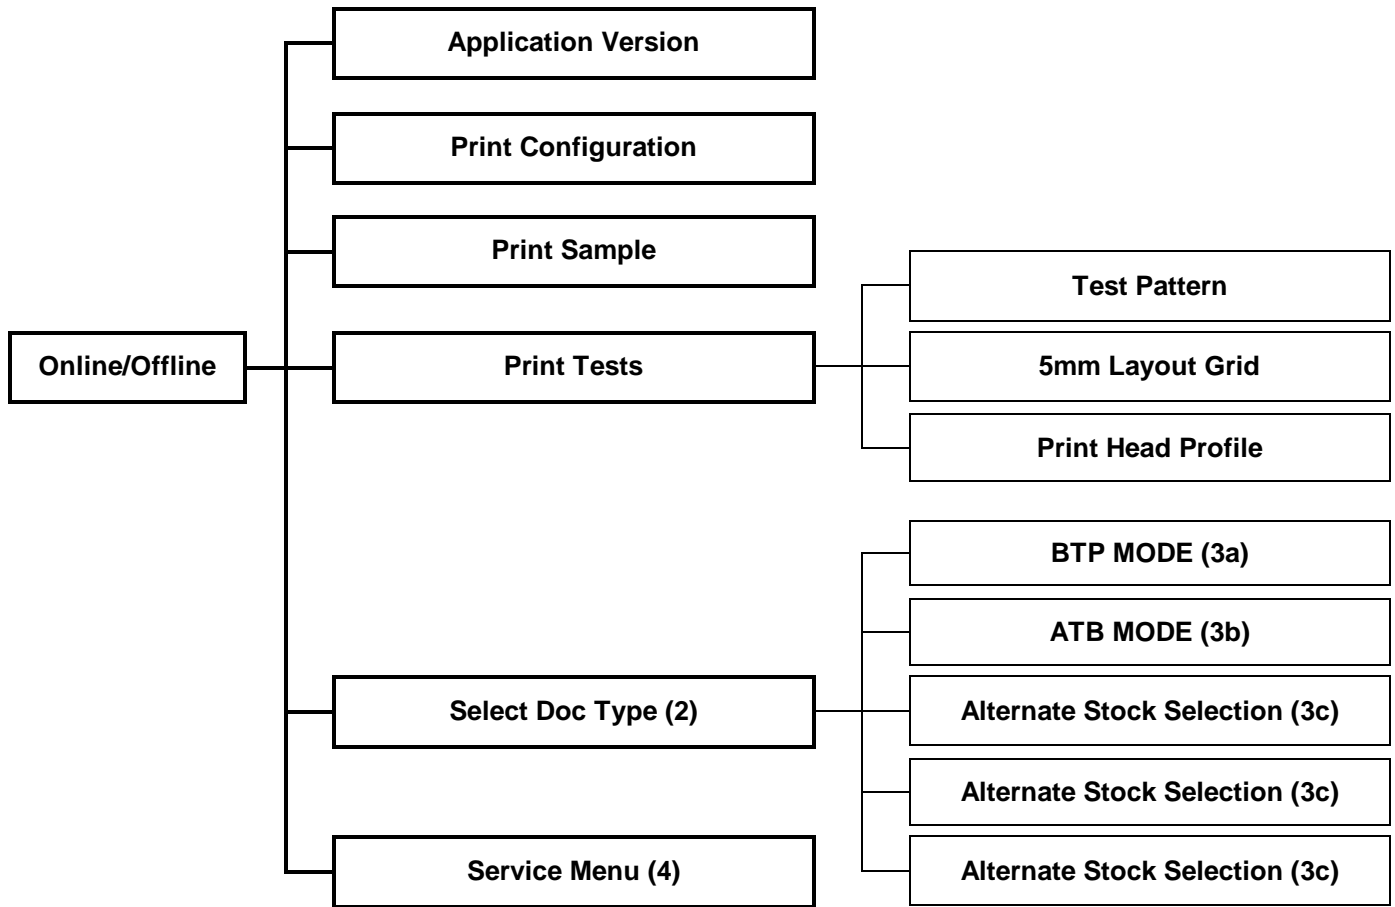 Application Version
Print Configuration
Print Sample
Test Pattern
Online/Offline
Print Tests
5mm Layout Grid
Print Head Profile
BTP MODE (3a)
ATB MODE (3b)
Select Doc Type (2)
Alternate Stock Selection (3c)
Alternate Stock Selection (3c)
Service Menu (4)
Alternate Stock Selection (3c)